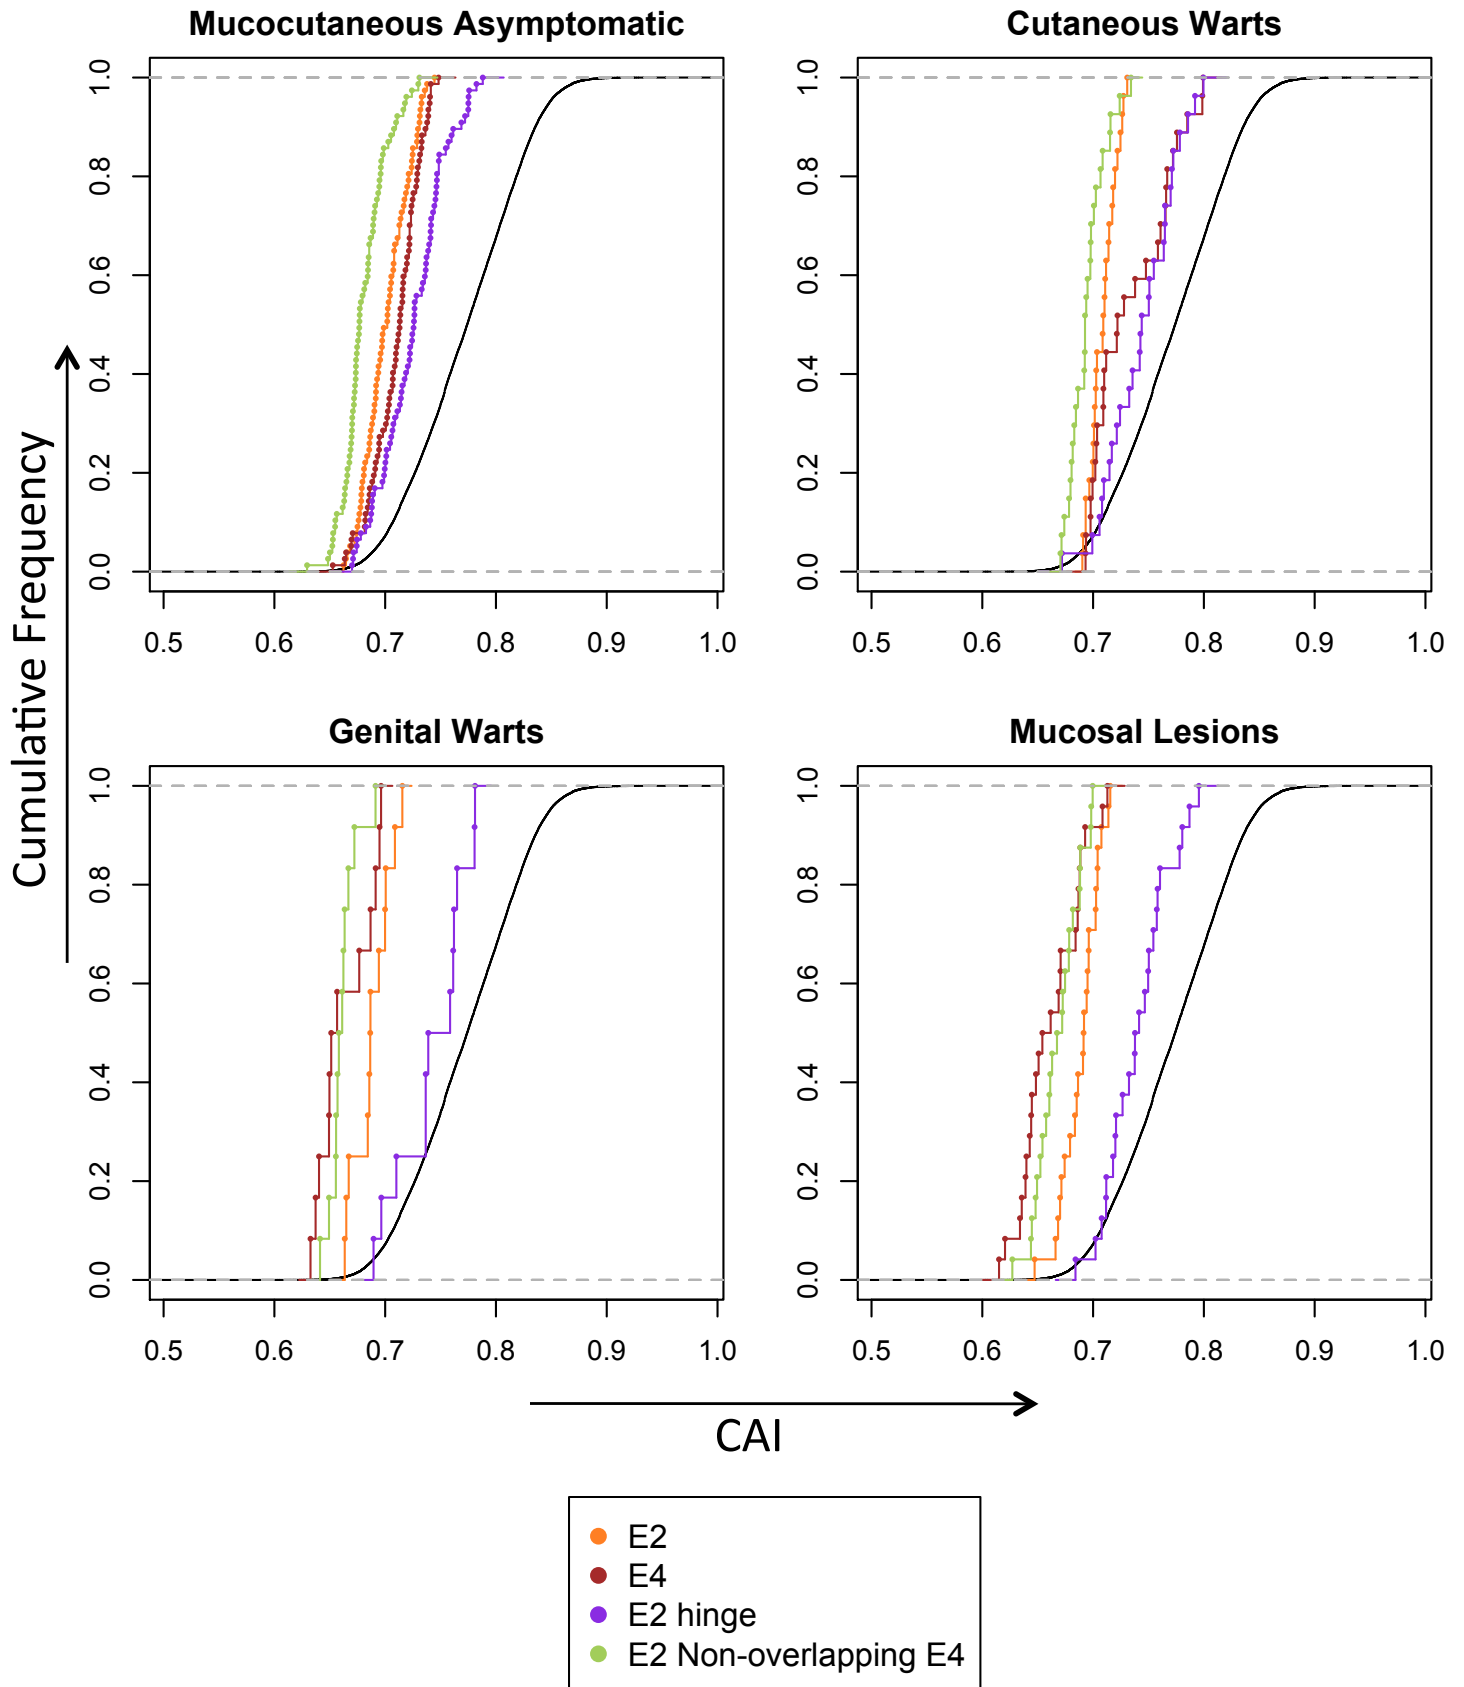 Mucocutaneous Asymptomatic
0.0 0.2 0.4 0.6 0.8 1.0
0.5 0.6 0.7 0.8 0.9 1.0
Cutaneous Warts
0.0 0.2 0.4 0.6 0.8 1.0
0.5 0.6 0.7 0.8 0.9 1.0
Cumulative Frequency
Genital Warts
0.0 0.2 0.4 0.6 0.8 1.0
0.5 0.6 0.7 0.8 0.9 1.0
Mucosal Lesions
0.0 0.2 0.4 0.6 0.8 1.0
0.5 0.6 0.7 0.8 0.9 1.0
CAI
E2
E4
E2 hinge
E2 Non-overlapping E4